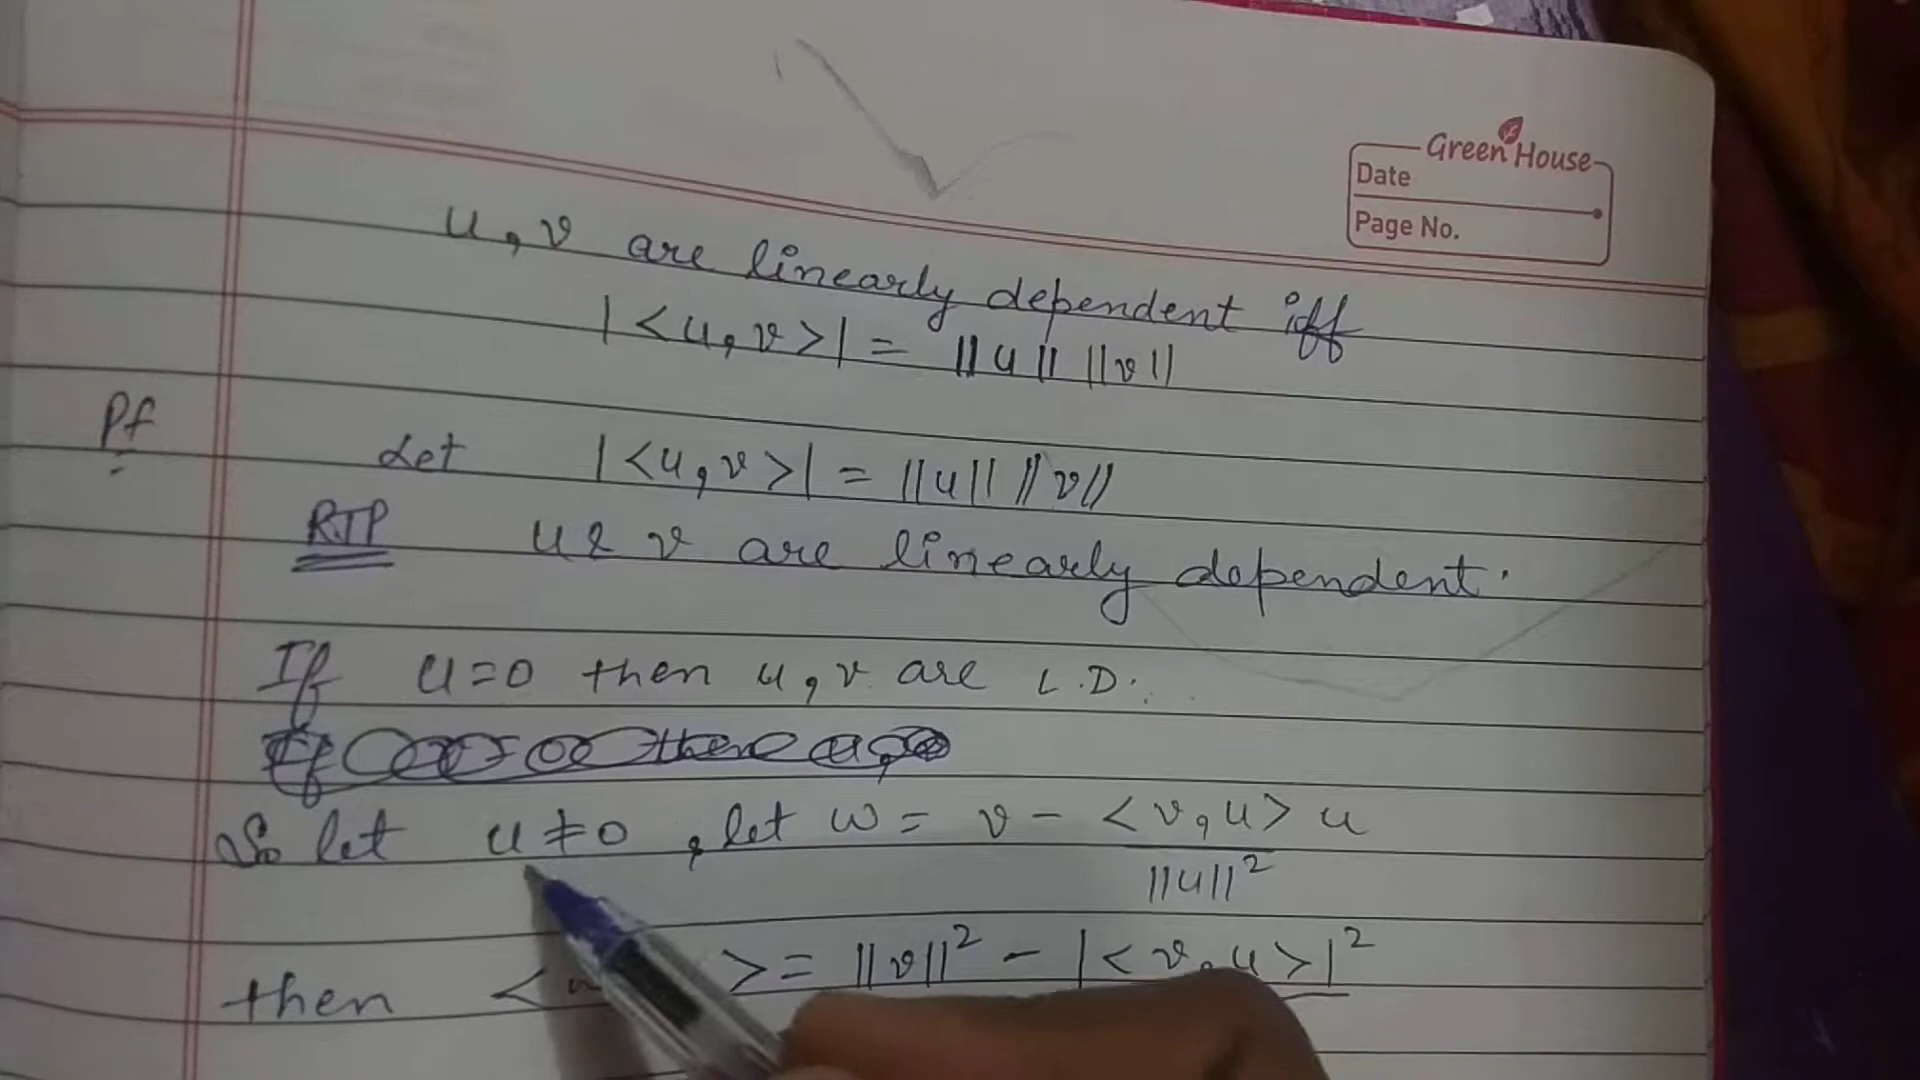 Green House
Date
Page No.
u, v are linearly dependent iff
|<u,v>| = ||u|| ||v||
Pf
Let |<u,v>| = ||u|| ||v||
RTP u & v are linearly dependent.
If u=0 then u, v are L.D.
So let u≠0, let w = v - <v,u> u
||u||²
then < > = ||v||² - |<v,u>|²